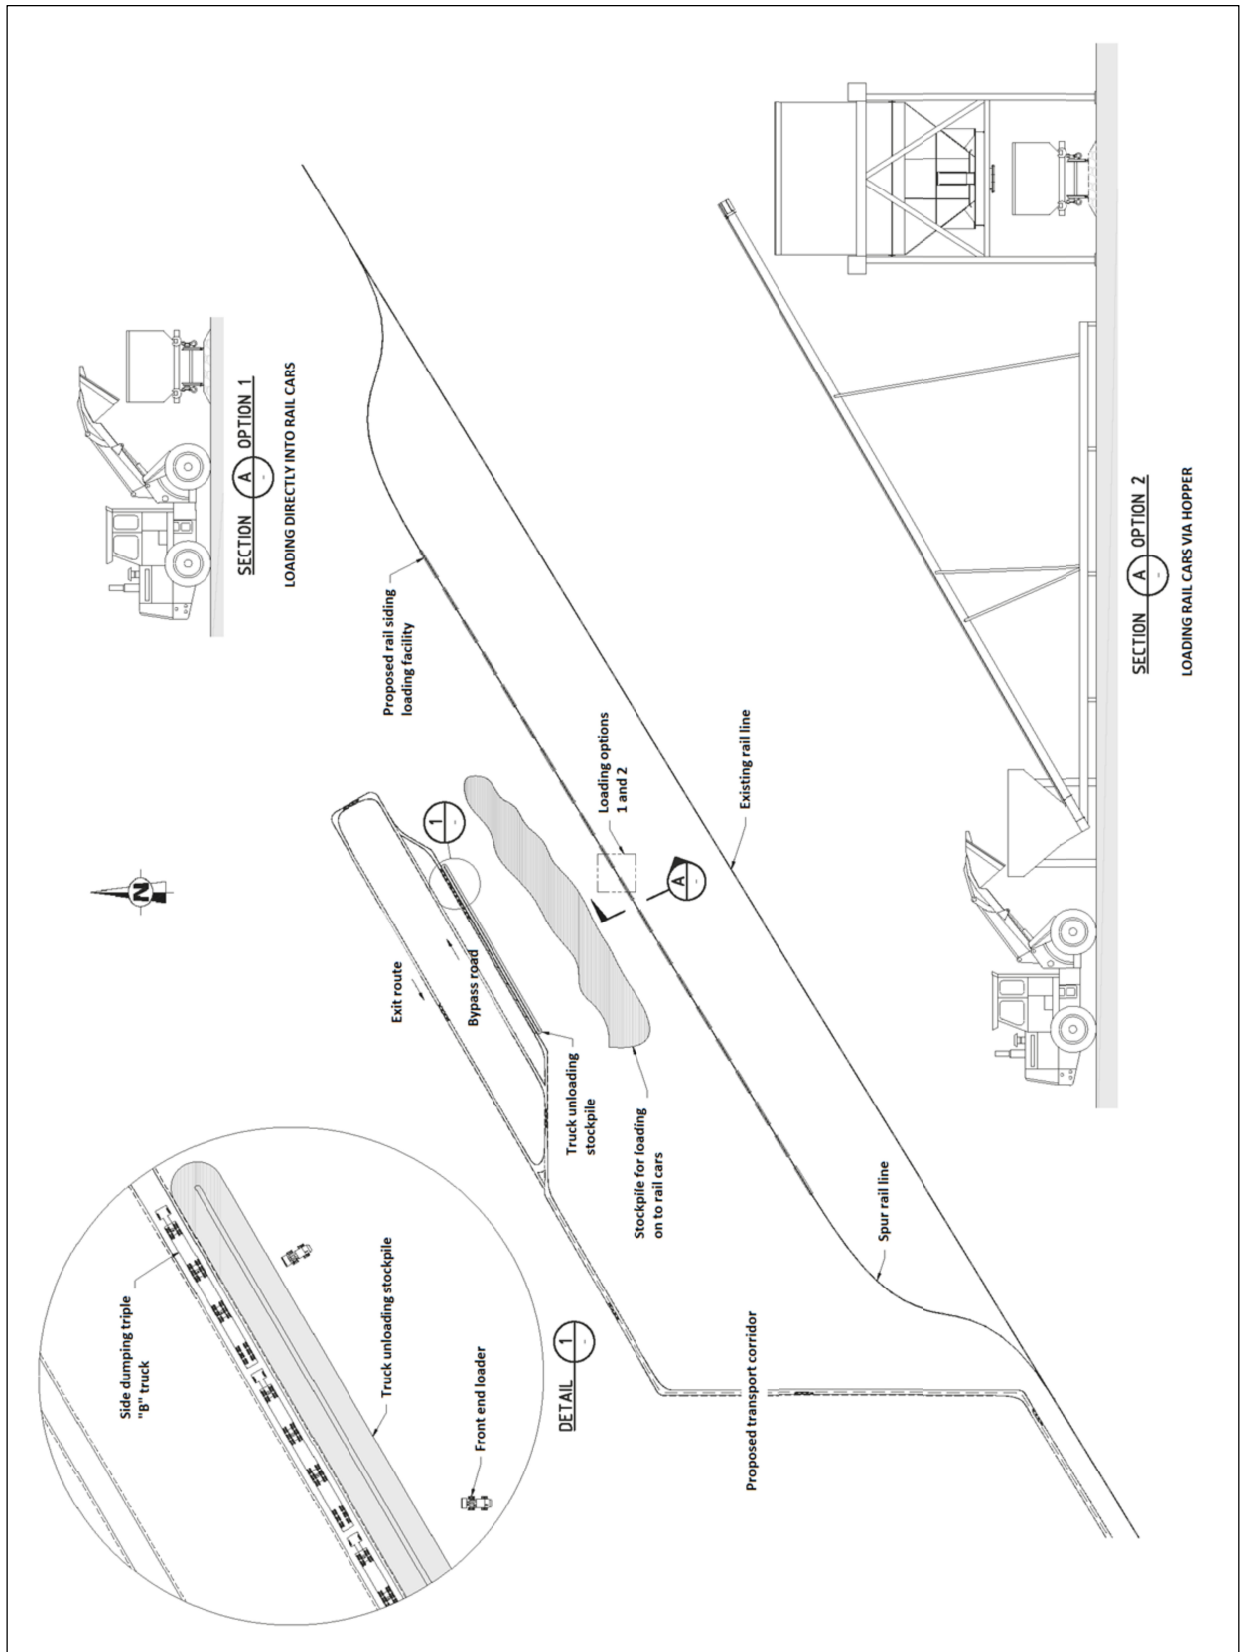 Side dumping triple
"B" truck
Truck unloading stockpile
Front end loader
DETAIL 1
-
N
Exit route
Bypass road
1
-
Truck unloading
stockpile
Stockpile for loading
on to rail cars
Proposed rail siding
loading facility
Loading options
1 and 2
A
-
Existing rail line
Spur rail line
Proposed transport corridor
SECTION A OPTION 1
-
LOADING DIRECTLY INTO RAIL CARS
SECTION A OPTION 2
-
LOADING RAIL CARS VIA HOPPER